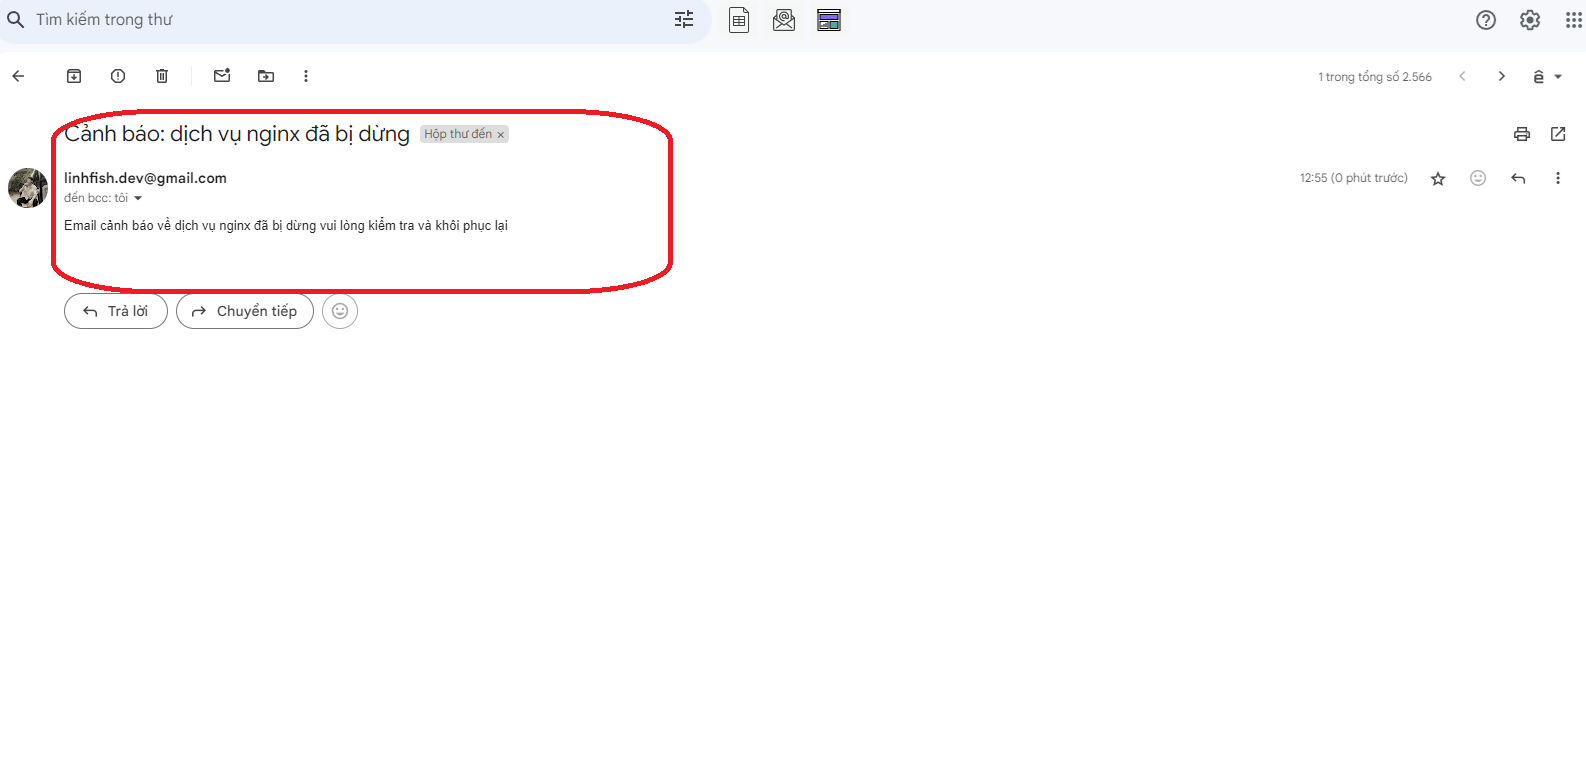 Tìm kiếm trong thư
1 trong tổng số 2.566
ê
Cảnh báo: dịch vụ nginx đã bị dừng
Hộp thư đến ×
linhfish.dev@gmail.com
12:55 (0 phút trước)
đến bcc: tôi
Email cảnh báo về dịch vụ nginx đã bị dừng vui lòng kiểm tra và khôi phục lại
Trả lời
Chuyển tiếp